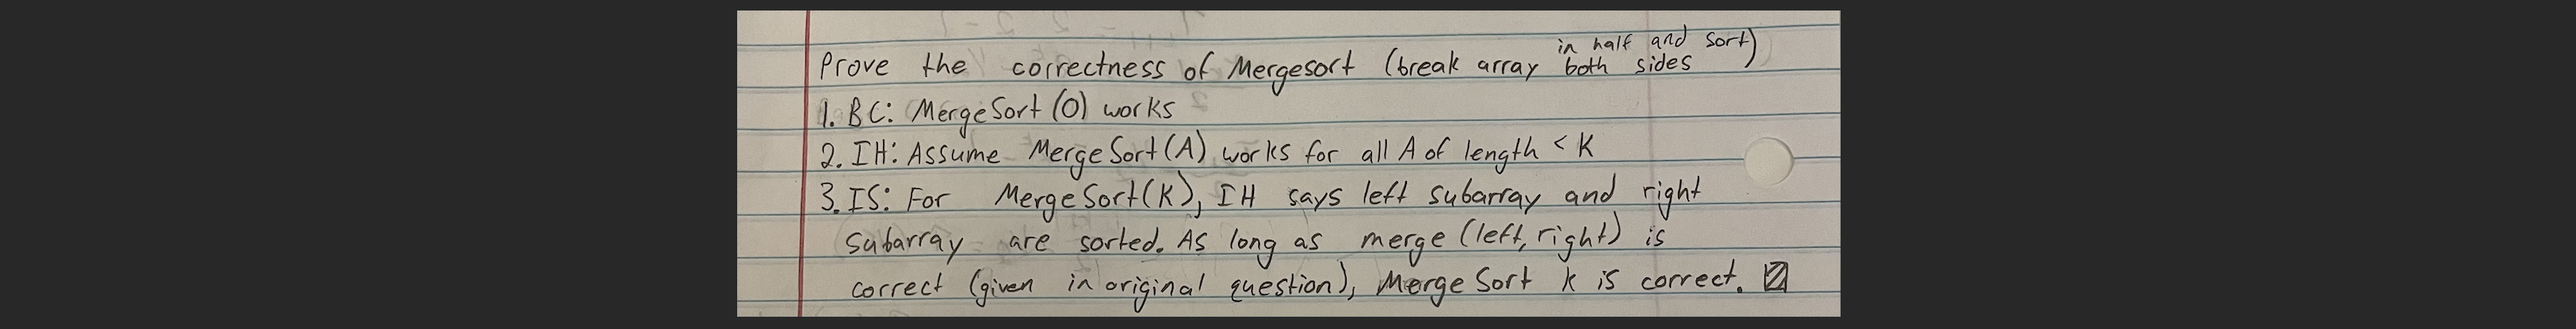 Prove the correctness of Mergesort (break array in half and sort both sides)
1. BC: MergeSort (0) works
2. IH: Assume MergeSort(A) works for all A of length < K
3. IS: For MergeSort(K), IH says left subarray and right
subarray are sorted. As long as merge (left, right) is
correct (given in original question), Merge Sort k is correct.